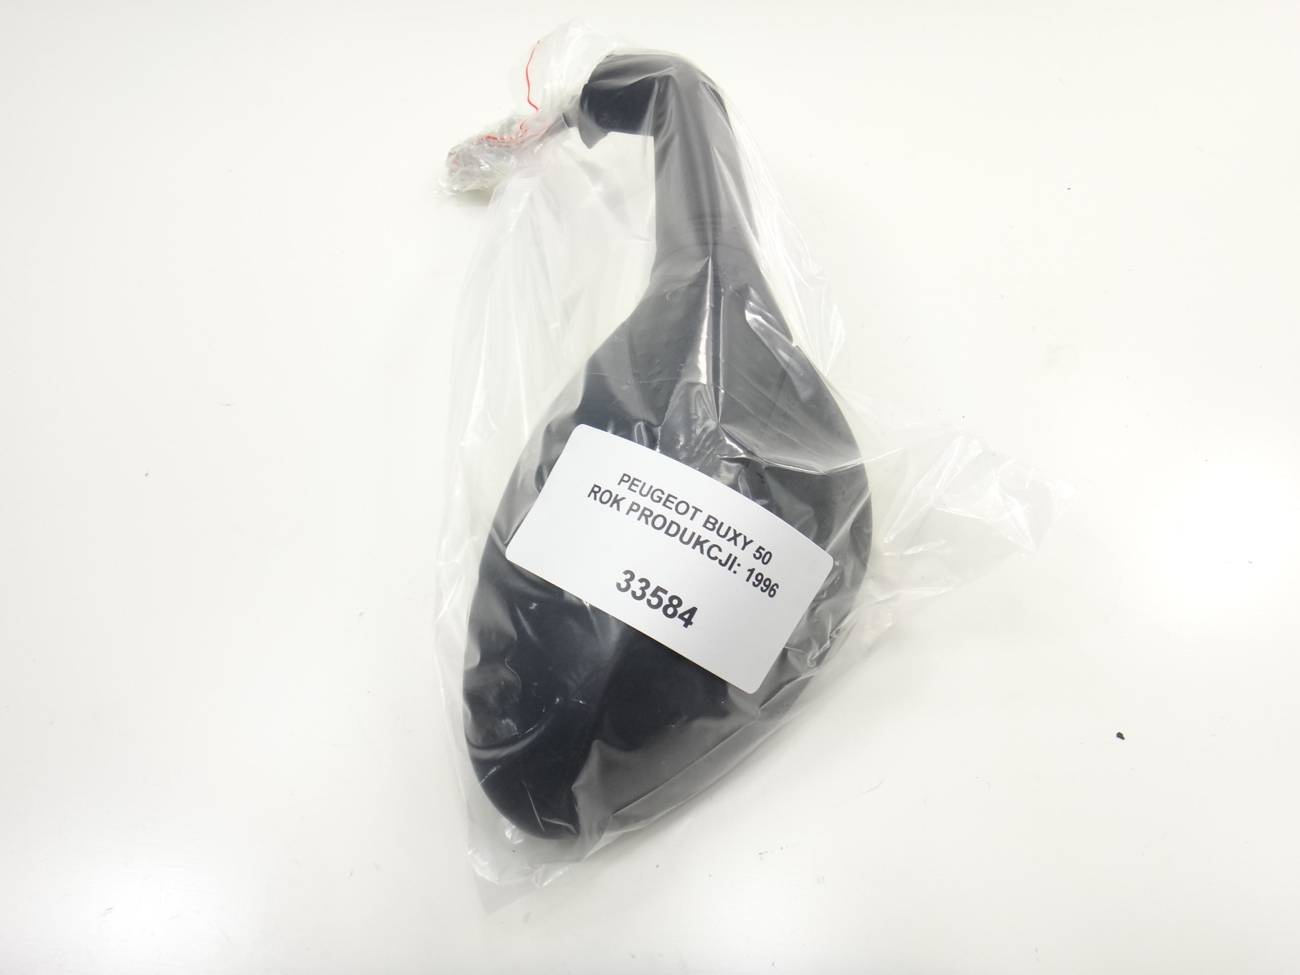 PEUGEOT BUXY 50
ROK PRODUKCJI: 1996
33584